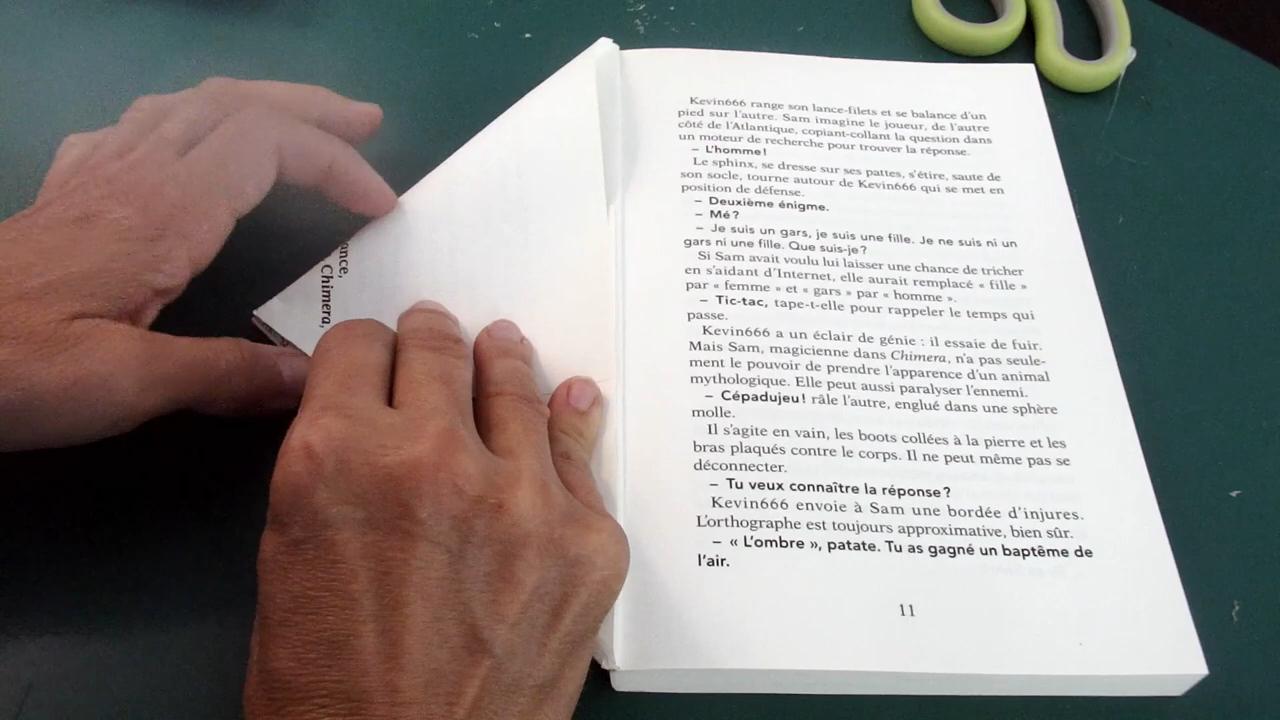 ance,
Chimera,
Kevin666 range son lance-filets et se balance d'un
pied sur l'autre. Sam imagine le joueur, de l'autre
côté de l'Atlantique, copiant-collant la question dans
un moteur de recherche pour trouver la réponse.
– L'homme !
Le sphinx, se dresse sur ses pattes, s'étire, saute de
son socle, tourne autour de Kevin666 qui se met en
position de défense.
– Deuxième énigme.
– Mé ?
– Je suis un gars, je suis une fille. Je ne suis ni un
gars ni une fille. Que suis-je ?
Si Sam avait voulu lui laisser une chance de tricher
en s'aidant d'Internet, elle aurait remplacé « fille »
par « femme » et « gars » par « homme ».
– Tic-tac, tape-t-elle pour rappeler le temps qui
passe.
Kevin666 a un éclair de génie : il essaie de fuir.
Mais Sam, magicienne dans Chimera, n'a pas seule-
ment le pouvoir de prendre l'apparence d'un animal
mythologique. Elle peut aussi paralyser l'ennemi.
– Cépadujeu ! râle l'autre, englué dans une sphère
molle.
Il s'agite en vain, les boots collées à la pierre et les
bras plaqués contre le corps. Il ne peut même pas se
déconnecter.
– Tu veux connaître la réponse ?
Kevin666 envoie à Sam une bordée d'injures.
L'orthographe est toujours approximative, bien sûr.
– « L'ombre », patate. Tu as gagné un baptême de
l'air.
11